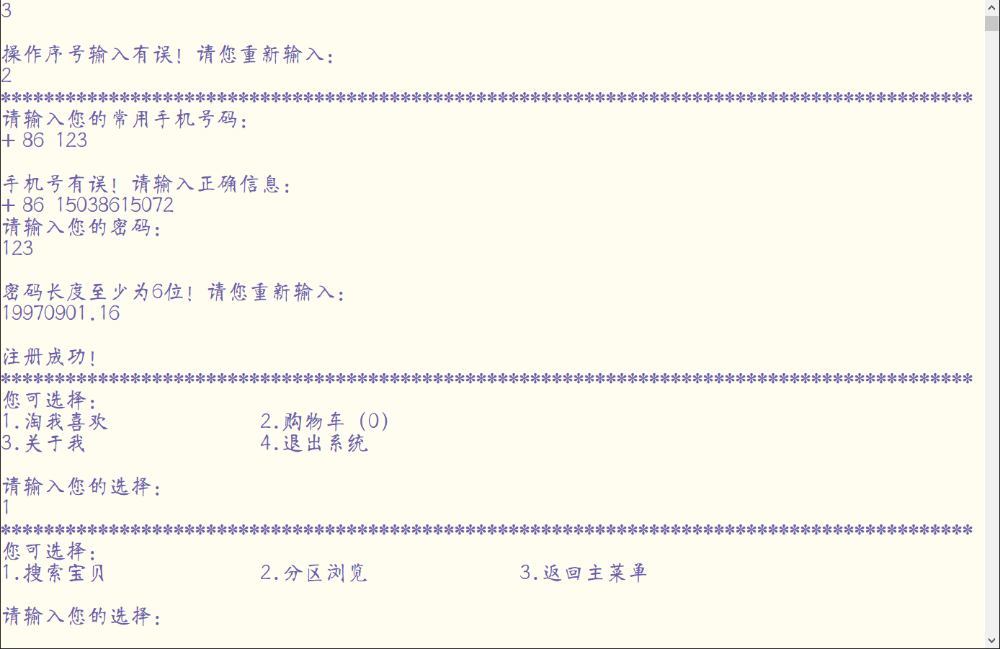 3
操作序号输入有误！请您重新输入：
2
******************************************************************************************
请输入您的常用手机号码：
+ 86 123
手机号有误！请输入正确信息：
+ 86 15038615072
请输入您的密码：
123
密码长度至少为6位！请您重新输入：
19970901.16
注册成功！
******************************************************************************************
您可选择：
1.淘我喜欢 2.购物车（0）
3.关于我 4.退出系统
请输入您的选择：
1
******************************************************************************************
您可选择：
1.搜索宝贝 2.分区浏览 3.返回主菜单
请输入您的选择：